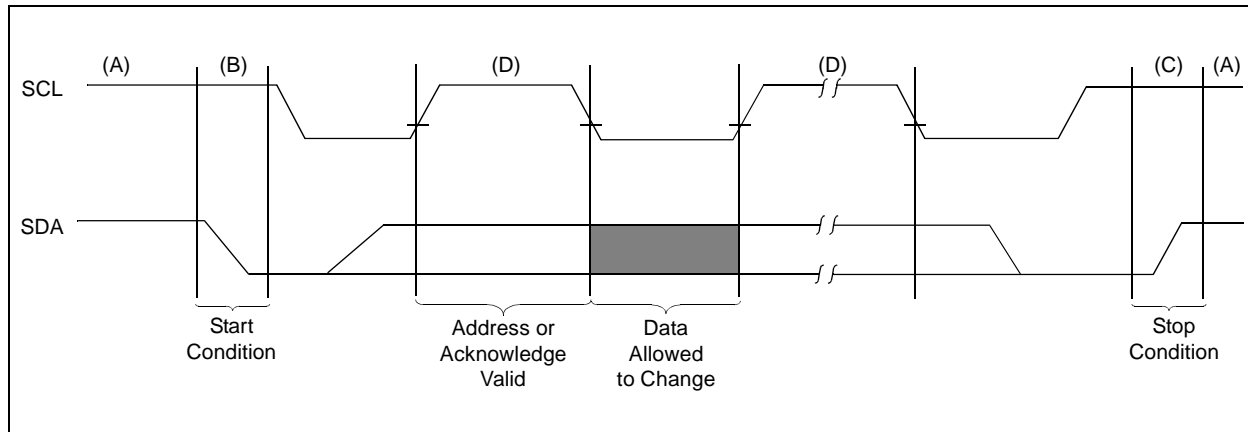 (A)
(B)
(D)
(D)
(C)
(A)
SCL
SDA
Start
Condition
Address or
Acknowledge
Valid
Data
Allowed
to Change
Stop
Condition